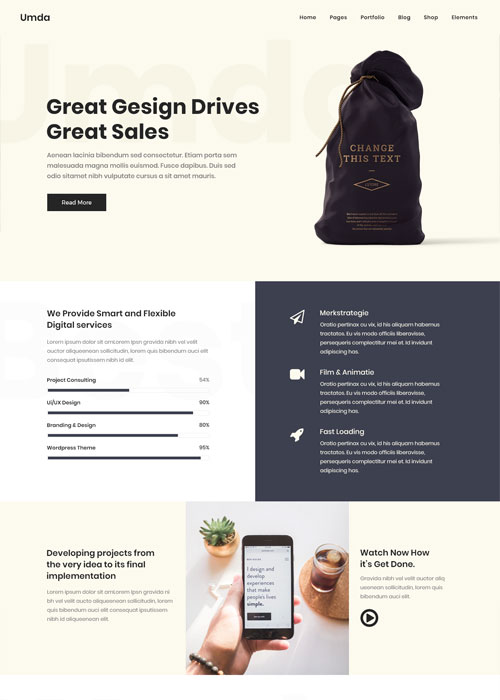 Umda
Home Pages Portfolio Blog Shop Elements
Umda
Great Gesign Drives
Great Sales
Aenean lacinia bibendum sed consectetur. Etiam porta sem
malesuada magna mollis euismod. Fusce dapibus. Duis sed
odio sitamet nibh vulputate cursus a sit amet mauris.
Read More
CHANGE
THIS TEXT
We Provide Smart and Flexible
Digital services
Lorem ipsum dolor sit amLorem Ipsn gravida nibh vel velit
auctor aliqueenean sollicitudin, lorem quis bibendum auci elit
consequat ipsutissem nibh id elit.
Project Consulting 54%
UI/UX Design 90%
Branding & Design 80%
Wordpress Theme 95%
Merkstrategie
Oratio pertinax ou vix, id his aliquam habemus
tractatos. Eu vis modo officiis liberavisse,
persequeris complectitur mei et. Id invidunt
adipiscing has.
Film & Animatie
Oratio pertinax ou vix, id his aliquam habemus
tractatos. Eu vis modo officiis liberavisse,
persequeris complectitur mei et. Id invidunt
adipiscing has.
Fast Loading
Oratio pertinax ou vix, id his aliquam habemus
tractatos. Eu vis modo officiis liberavisse,
persequeris complectitur mei et. Id invidunt
adipiscing has.
Developing projects from
the very idea to its final
implementation
Lorem ipsum dolor sit amLorem Ipsn gravida ni
bh vel velit aucto aliqueenean sollicitudin, lorem
quis bibendum auci elit consequat ipsutissem
nibh id elit.
I design and
develop
experiences
that make
people's lives
simple.
Watch Now How
it's Get Done.
Gravida nibh vel velit auctor aliq
ueenean sollicitudin, lorem quis
bibendum auci elit.